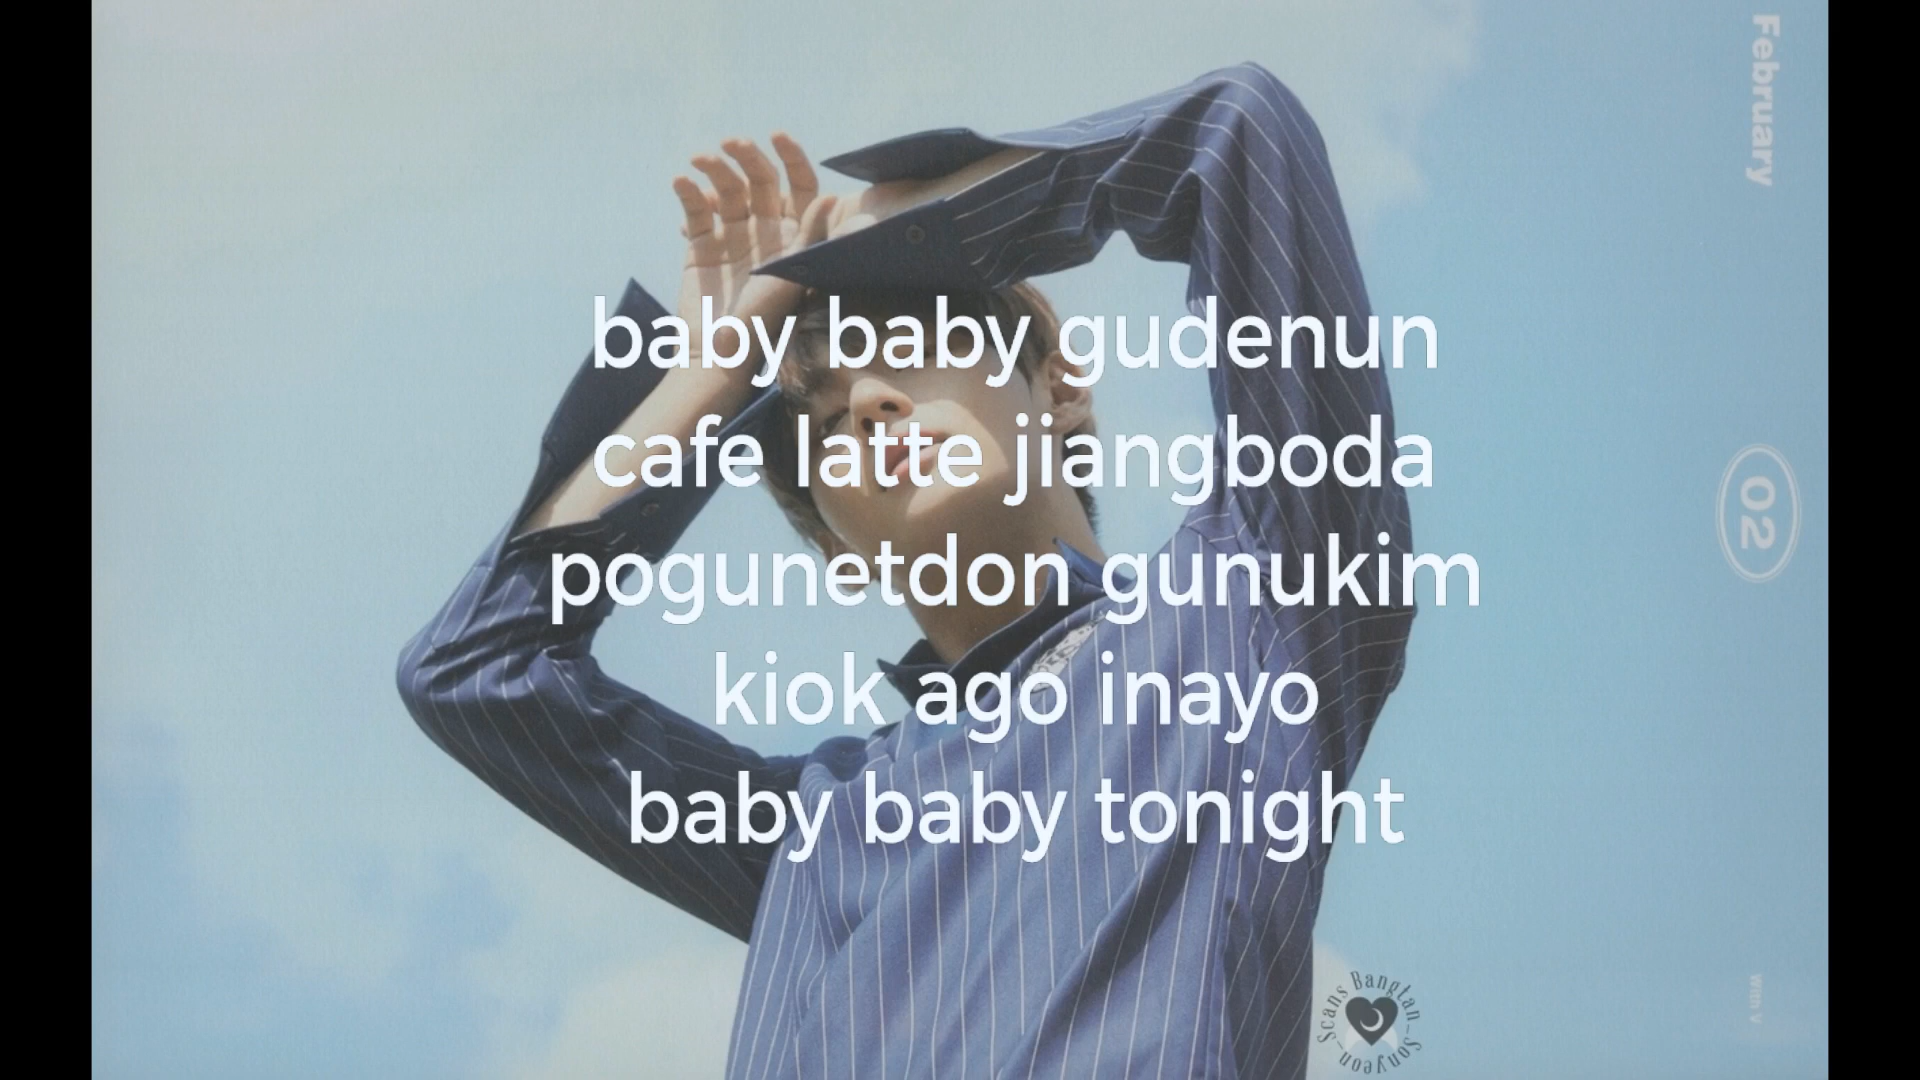 February
baby baby gudenun
cafe latte jiangboda
pogunetdon gunukim
kiok ago inayo
baby baby tonight
02
With V
Scans Bangtan Sonyeon